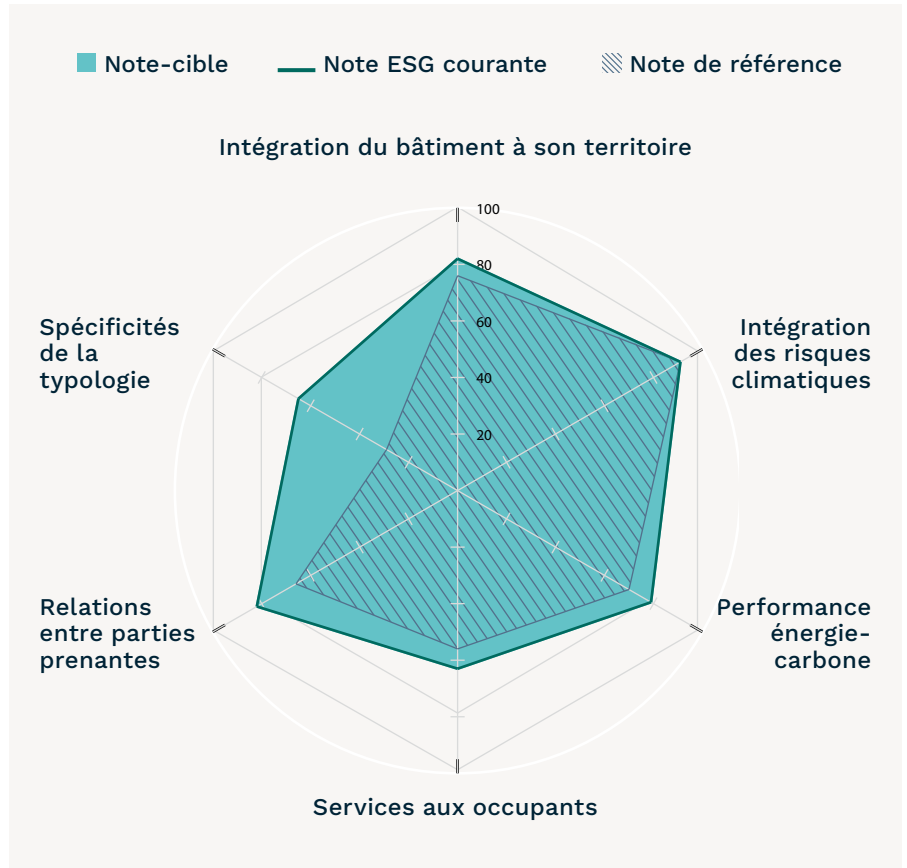 Note-cible
Note ESG courante
Note de référence
Intégration du bâtiment à son territoire
100
80
60
40
20
Spécificités
de la
typologie
Intégration
des risques
climatiques
Relations
entre parties
prenantes
Performance
énergie-
carbone
Services aux occupants